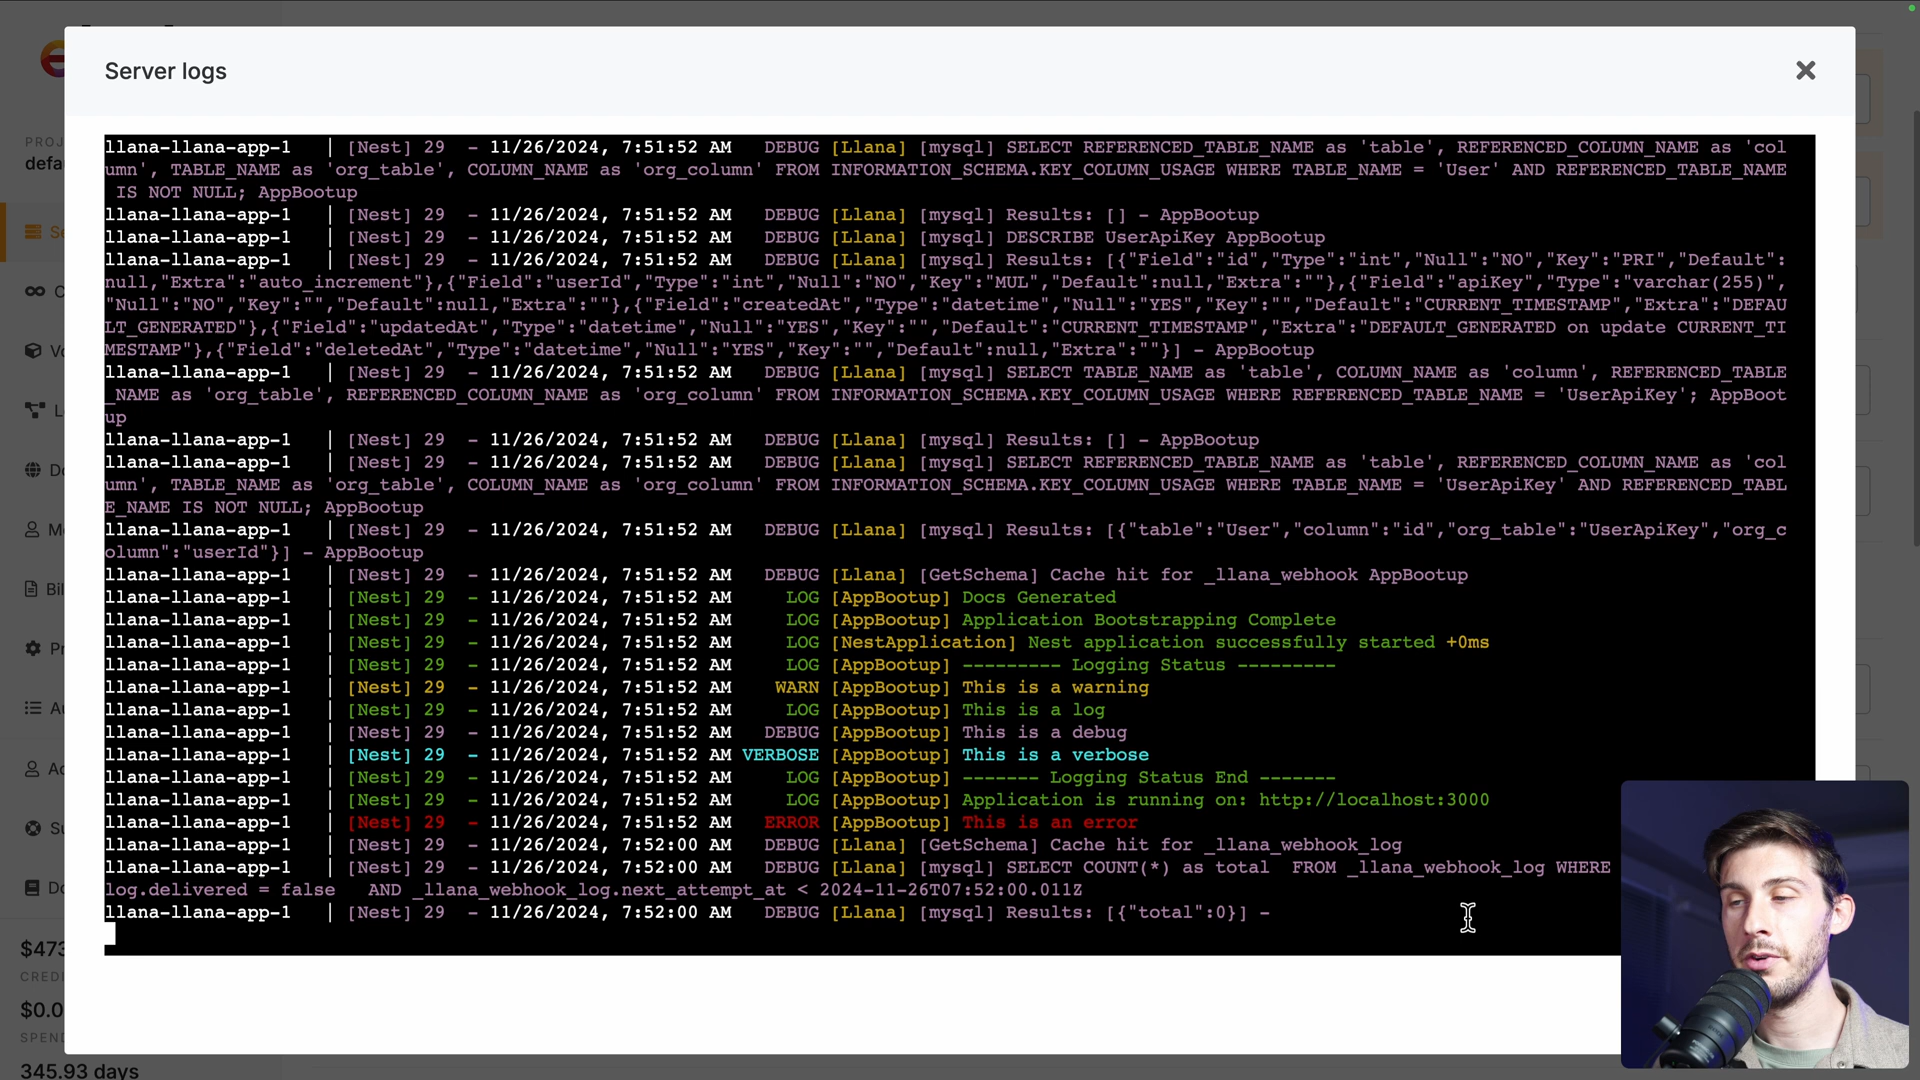 Server logs
PROJ
defa
Se
C
Vo
L
Do
M
Bil
Pr
Au
Ac
Su
Do
$473
CREDI
$0.0
SPEND
345.93 days
llana-llana-app-1 | [Nest] 29 - 11/26/2024, 7:51:52 AM DEBUG [Llana] [mysql] SELECT REFERENCED_TABLE_NAME as 'table', REFERENCED_COLUMN_NAME as 'col
umn', TABLE_NAME as 'org_table', COLUMN_NAME as 'org_column' FROM INFORMATION_SCHEMA.KEY_COLUMN_USAGE WHERE TABLE_NAME = 'User' AND REFERENCED_TABLE_NAME
IS NOT NULL; AppBootup
llana-llana-app-1 | [Nest] 29 - 11/26/2024, 7:51:52 AM DEBUG [Llana] [mysql] Results: [] - AppBootup
llana-llana-app-1 | [Nest] 29 - 11/26/2024, 7:51:52 AM DEBUG [Llana] [mysql] DESCRIBE UserApiKey AppBootup
llana-llana-app-1 | [Nest] 29 - 11/26/2024, 7:51:52 AM DEBUG [Llana] [mysql] Results: [{"Field":"id","Type":"int","Null":"NO","Key":"PRI","Default":
null,"Extra":"auto_increment"},{"Field":"userId","Type":"int","Null":"NO","Key":"MUL","Default":null,"Extra":""},{"Field":"apiKey","Type":"varchar(255)",
"Null":"NO","Key":"","Default":null,"Extra":""},{"Field":"createdAt","Type":"datetime","Null":"YES","Key":"","Default":"CURRENT_TIMESTAMP","Extra":"DEFAU
LT_GENERATED"},{"Field":"updatedAt","Type":"datetime","Null":"YES","Key":"","Default":"CURRENT_TIMESTAMP","Extra":"DEFAULT_GENERATED on update CURRENT_TI
MESTAMP"},{"Field":"deletedAt","Type":"datetime","Null":"YES","Key":"","Default":null,"Extra":""}] - AppBootup
llana-llana-app-1 | [Nest] 29 - 11/26/2024, 7:51:52 AM DEBUG [Llana] [mysql] SELECT TABLE_NAME as 'table', COLUMN_NAME as 'column', REFERENCED_TABLE
_NAME as 'org_table', REFERENCED_COLUMN_NAME as 'org_column' FROM INFORMATION_SCHEMA.KEY_COLUMN_USAGE WHERE REFERENCED_TABLE_NAME = 'UserApiKey'; AppBoot
up
llana-llana-app-1 | [Nest] 29 - 11/26/2024, 7:51:52 AM DEBUG [Llana] [mysql] Results: [] - AppBootup
llana-llana-app-1 | [Nest] 29 - 11/26/2024, 7:51:52 AM DEBUG [Llana] [mysql] SELECT REFERENCED_TABLE_NAME as 'table', REFERENCED_COLUMN_NAME as 'col
umn', TABLE_NAME as 'org_table', COLUMN_NAME as 'org_column' FROM INFORMATION_SCHEMA.KEY_COLUMN_USAGE WHERE TABLE_NAME = 'UserApiKey' AND REFERENCED_TABL
E_NAME IS NOT NULL; AppBootup
llana-llana-app-1 | [Nest] 29 - 11/26/2024, 7:51:52 AM DEBUG [Llana] [mysql] Results: [{"table":"User","column":"id","org_table":"UserApiKey","org_c
olumn":"userId"}] - AppBootup
llana-llana-app-1 | [Nest] 29 - 11/26/2024, 7:51:52 AM DEBUG [Llana] [GetSchema] Cache hit for _llana_webhook AppBootup
llana-llana-app-1 | [Nest] 29 - 11/26/2024, 7:51:52 AM LOG [AppBootup] Docs Generated
llana-llana-app-1 | [Nest] 29 - 11/26/2024, 7:51:52 AM LOG [AppBootup] Application Bootstrapping Complete
llana-llana-app-1 | [Nest] 29 - 11/26/2024, 7:51:52 AM LOG [NestApplication] Nest application successfully started +0ms
llana-llana-app-1 | [Nest] 29 - 11/26/2024, 7:51:52 AM LOG [AppBootup] --------- Logging Status ---------
llana-llana-app-1 | [Nest] 29 - 11/26/2024, 7:51:52 AM WARN [AppBootup] This is a warning
llana-llana-app-1 | [Nest] 29 - 11/26/2024, 7:51:52 AM LOG [AppBootup] This is a log
llana-llana-app-1 | [Nest] 29 - 11/26/2024, 7:51:52 AM DEBUG [AppBootup] This is a debug
llana-llana-app-1 | [Nest] 29 - 11/26/2024, 7:51:52 AM VERBOSE [AppBootup] This is a verbose
llana-llana-app-1 | [Nest] 29 - 11/26/2024, 7:51:52 AM LOG [AppBootup] ------- Logging Status End -------
llana-llana-app-1 | [Nest] 29 - 11/26/2024, 7:51:52 AM LOG [AppBootup] Application is running on: http://localhost:3000
llana-llana-app-1 | [Nest] 29 - 11/26/2024, 7:51:52 AM ERROR [AppBootup] This is an error
llana-llana-app-1 | [Nest] 29 - 11/26/2024, 7:52:00 AM DEBUG [Llana] [GetSchema] Cache hit for _llana_webhook_log
llana-llana-app-1 | [Nest] 29 - 11/26/2024, 7:52:00 AM DEBUG [Llana] [mysql] SELECT COUNT(*) as total FROM _llana_webhook_log WHERE
log.delivered = false AND _llana_webhook_log.next_attempt_at < 2024-11-26T07:52:00.011Z
llana-llana-app-1 | [Nest] 29 - 11/26/2024, 7:52:00 AM DEBUG [Llana] [mysql] Results: [{"total":0}] -